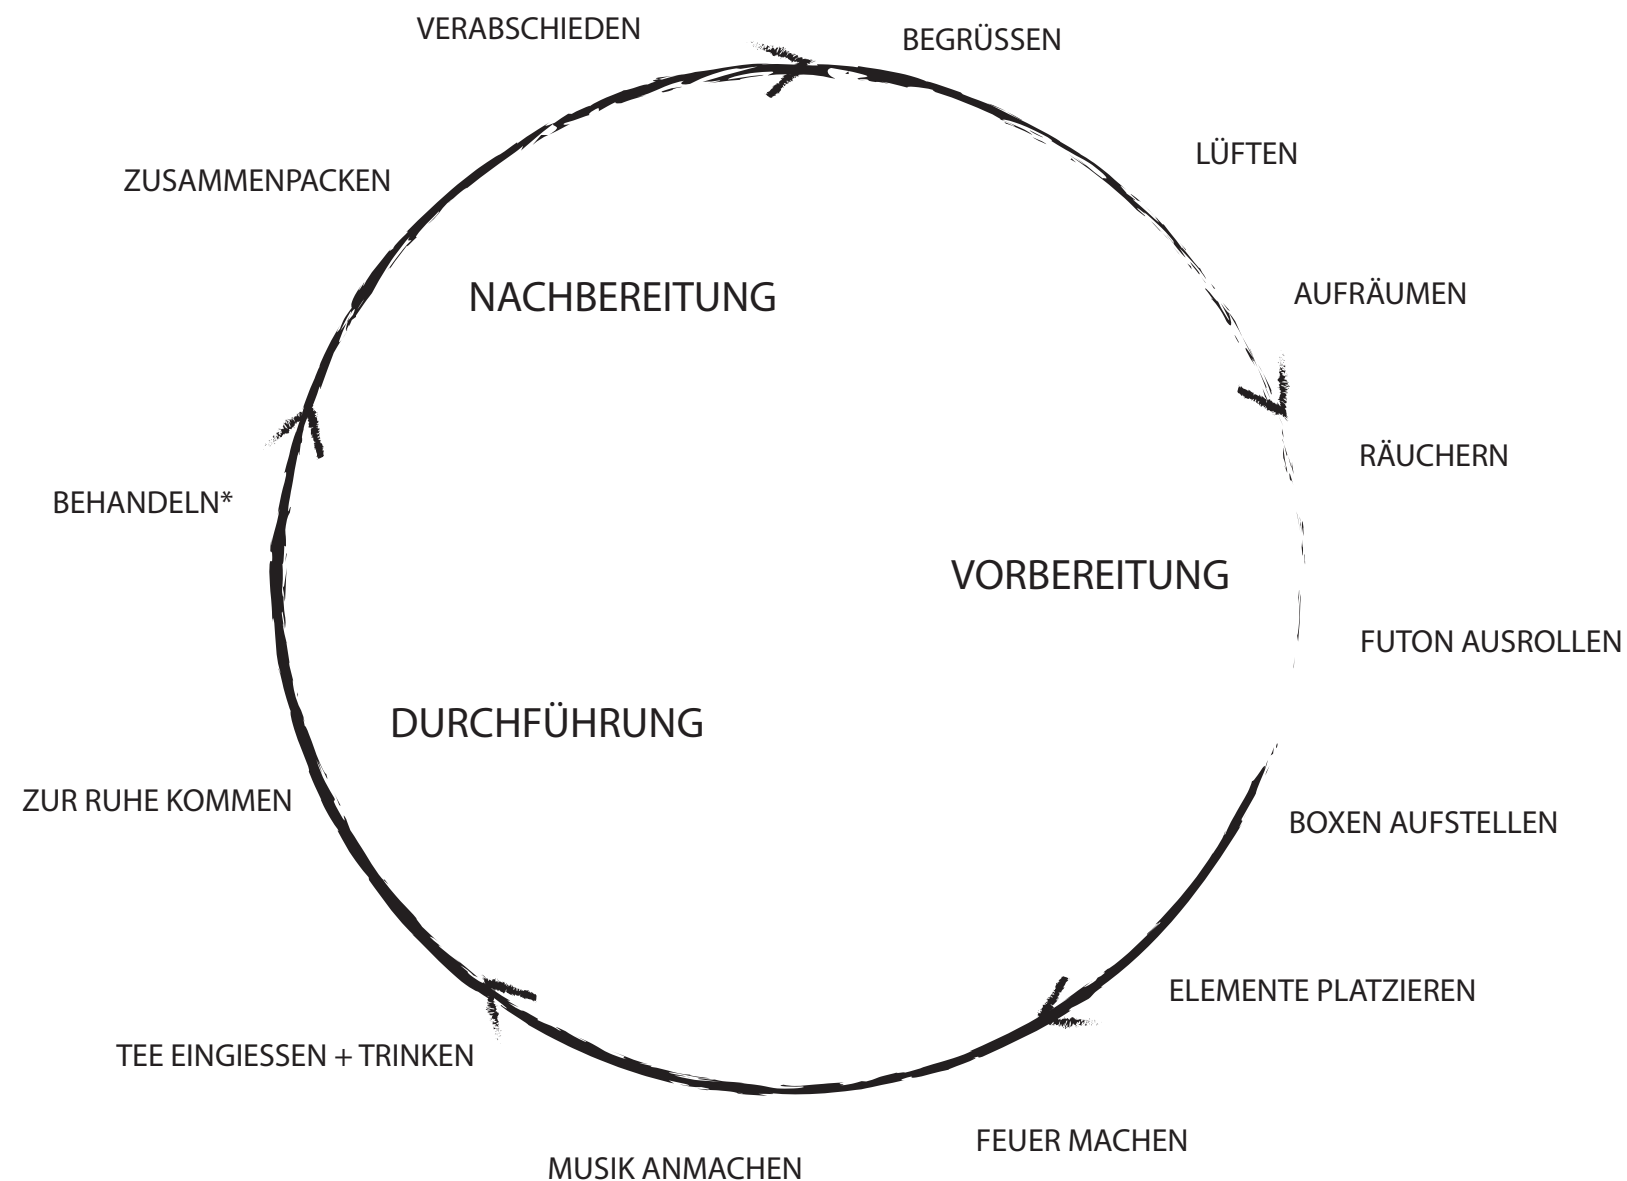 VERABSCHIEDEN
BEGRÜSSEN
LÜFTEN
ZUSAMMENPACKEN
AUFRÄUMEN
NACHBEREITUNG
RÄUCHERN
BEHANDELN*
VORBEREITUNG
FUTON AUSROLLEN
DURCHFÜHRUNG
ZUR RUHE KOMMEN
BOXEN AUFSTELLEN
ELEMENTE PLATZIEREN
TEE EINGIESSEN + TRINKEN
FEUER MACHEN
MUSIK ANMACHEN